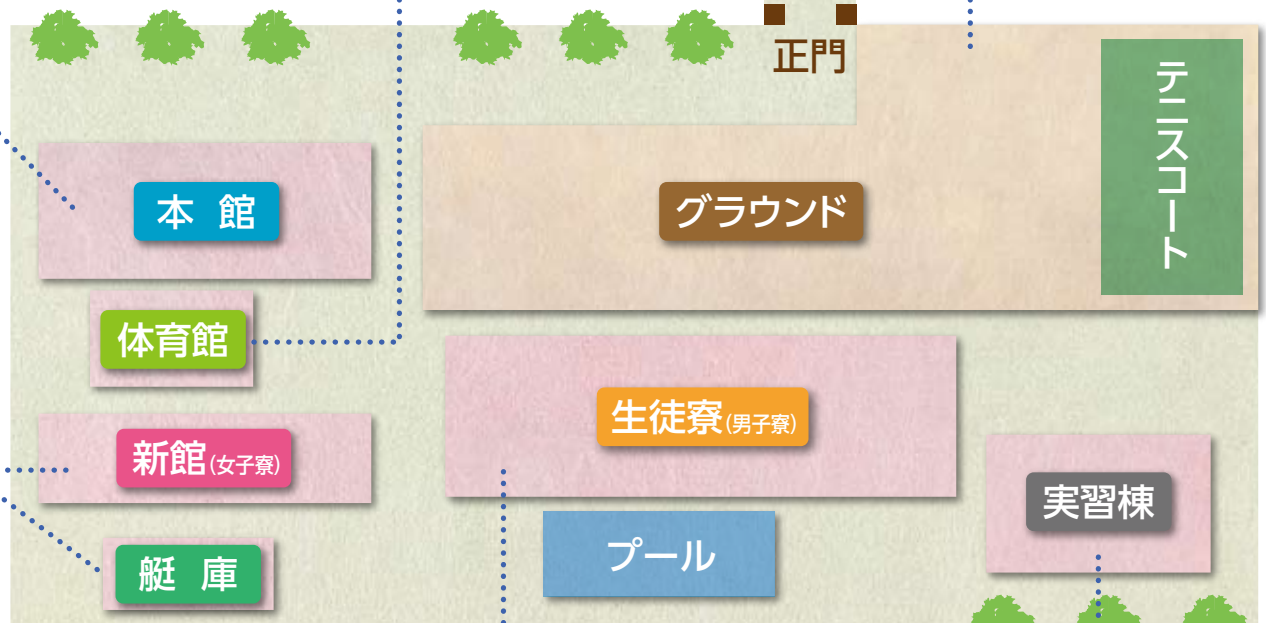 正門
テニスコート
本 館
グラウンド
体育館
生徒寮(男子寮)
新館(女子寮)
実習棟
プール
艇 庫